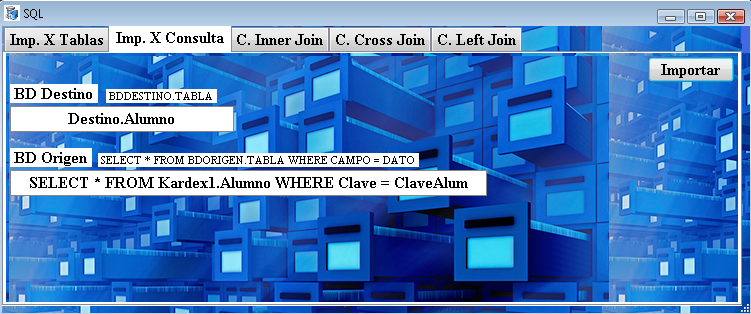 SQL
Imp. X Tablas Imp. X Consulta C. Inner Join C. Cross Join C. Left Join
Importar
BD Destino BDDESTINO.TABLA
Destino.Alumno
BD Origen SELECT * FROM BDORIGEN.TABLA WHERE CAMPO = DATO
SELECT * FROM Kardex1.Alumno WHERE Clave = ClaveAlum